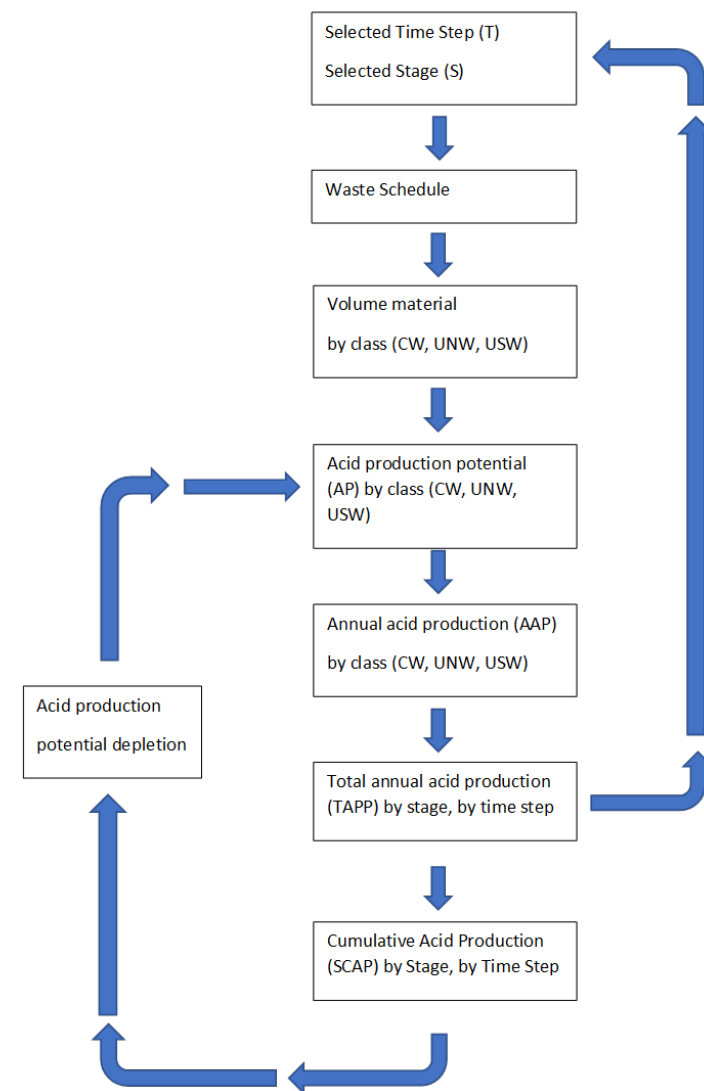 Selected Time Step (T)
Selected Stage (S)
Waste Schedule
Volume material
by class (CW, UNW, USW)
Acid production potential
(AP) by class (CW, UNW,
USW)
Annual acid production (AAP)
by class (CW, UNW, USW)
Acid production
potential depletion
Total annual acid production
(TAPP) by stage, by time step
Cumulative Acid Production
(SCAP) by Stage, by Time Step